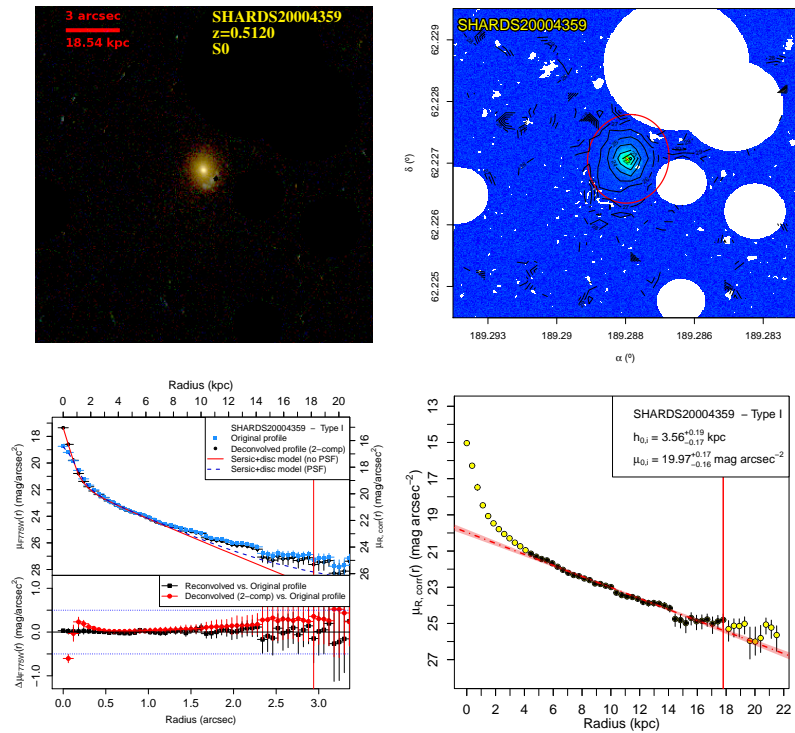 3 arcsec
18.54 kpc
SHARDS20004359
z=0.5120
S0
SHARDS20004359
δ (º)
62.229
62.228
62.227
62.226
62.225
189.293
189.29
189.288
189.286
189.283
α (º)
Radius (kpc)
0 2 4 6 8 10 12 14 16 18 20
SHARDS20004359 – Type I
Original profile
Deconvolved profile (2-comp)
Sersic+disc model (no PSF)
Sersic+disc model (PSF)
μF775W(r) (mag/arcsec2)
18
20
22
24
26
28
μR, corr(r) (mag/arcsec2)
16
18
20
22
24
26
Reconvolved vs. Original profile
Deconvolved (2-comp) vs. Original profile
ΔμF775W(r) (mag/arcsec2)
1.0
0.0
−1.0
0.0 0.5 1.0 1.5 2.0 2.5 3.0
Radius (arcsec)
SHARDS20004359 – Type I
h0,i = 3.56+0.19−0.17 kpc
μ0,i = 19.97+0.17−0.16 mag arcsec−2
μR, corr(r) (mag arcsec−2)
13
15
17
19
21
23
25
27
0 2 4 6 8 10 12 14 16 18 20 22
Radius (kpc)